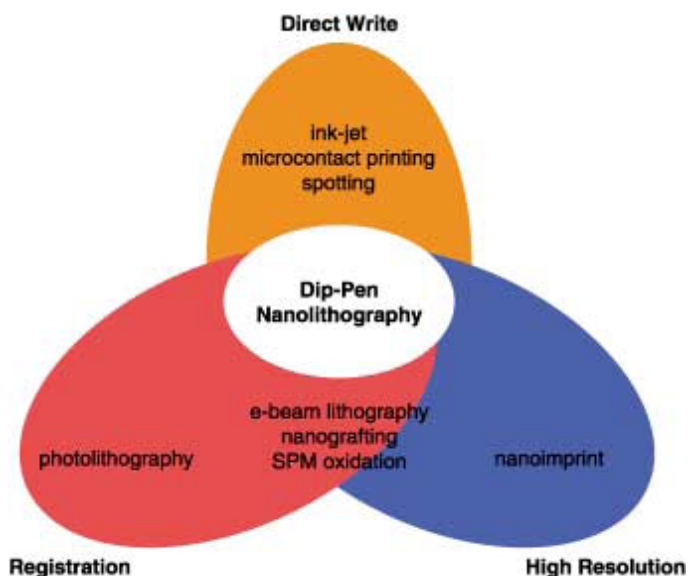 Direct Write
ink-jet
microcontact printing
spotting
Dip-Pen
Nanolithography
e-beam lithography
nanografting
SPM oxidation
photolithography
nanoimprint
Registration
High Resolution